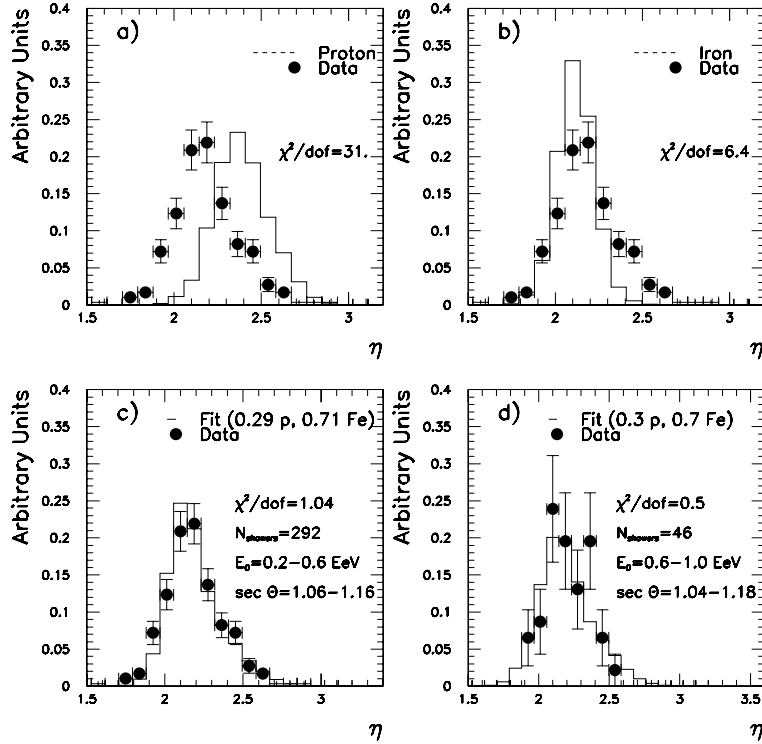 a)
Arbitrary Units
0.4
0.35
0.3
0.25
0.2
0.15
0.1
0.05
0
Proton
Data
χ²/dof=31.
1.5 2 2.5 3
η
b)
Arbitrary Units
0.4
0.35
0.3
0.25
0.2
0.15
0.1
0.05
0
Iron
Data
χ²/dof=6.4
1.5 2 2.5 3
η
c)
Arbitrary Units
0.4
0.35
0.3
0.25
0.2
0.15
0.1
0.05
0
Fit (0.29 p, 0.71 Fe)
Data
χ²/dof=1.04
Nshowers=292
E0=0.2–0.6 EeV
sec Θ=1.06–1.16
1.5 2 2.5 3
η
d)
Arbitrary Units
0.4
0.35
0.3
0.25
0.2
0.15
0.1
0.05
0
Fit (0.3 p, 0.7 Fe)
Data
χ²/dof=0.5
Nshowers=46
E0=0.6–1.0 EeV
sec Θ=1.04–1.18
1.5 2 2.5 3 3.5
η